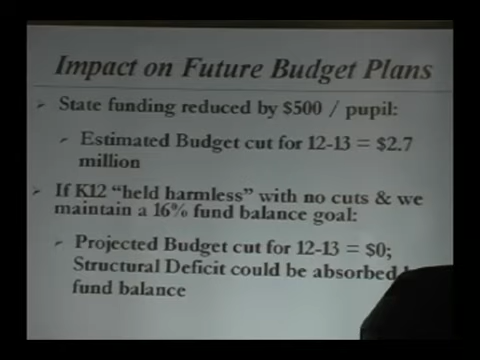 Impact on Future Budget Plans
State funding reduced by $500 / pupil:
Estimated Budget cut for 12-13 = $2.7
million
If K12 “held harmless” with no cuts & we
maintain a 16% fund balance goal:
Projected Budget cut for 12-13 = $0;
Structural Deficit could be absorbed
fund balance